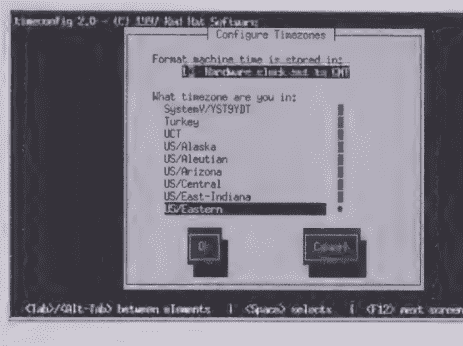 timeconfig 2.0 - (C) 1997 Red Hat Software
Configure Timezones
Format machine time is stored in:
Hardware clock set to GMT
What timezone are you in:
SystemV/YST9YDT
Turkey
UCT
US/Alaska
US/Aleutian
US/Arizona
US/Central
US/East-Indiana
US/Eastern
Ok Cancel
<Tab>/<Alt-Tab> between elements | <Space> selects | <F12> next screen